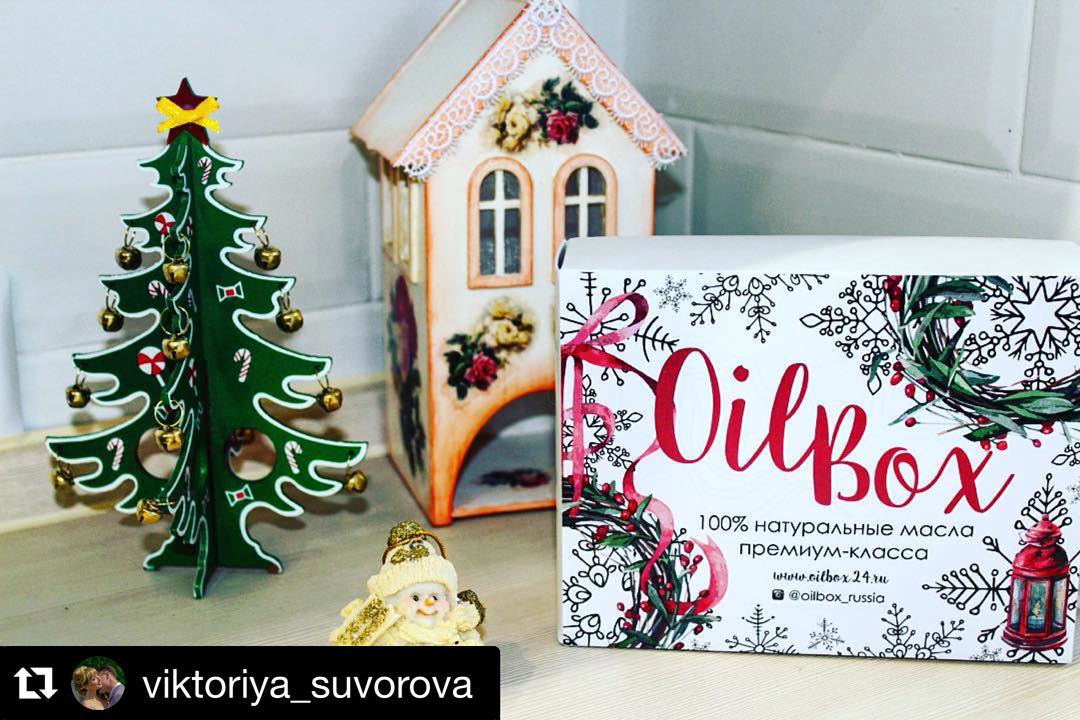 OilBox
100% натуральные масла
премиум-класса
www.oilbox24.ru
@oilbox_russia
viktoriya_suvorova